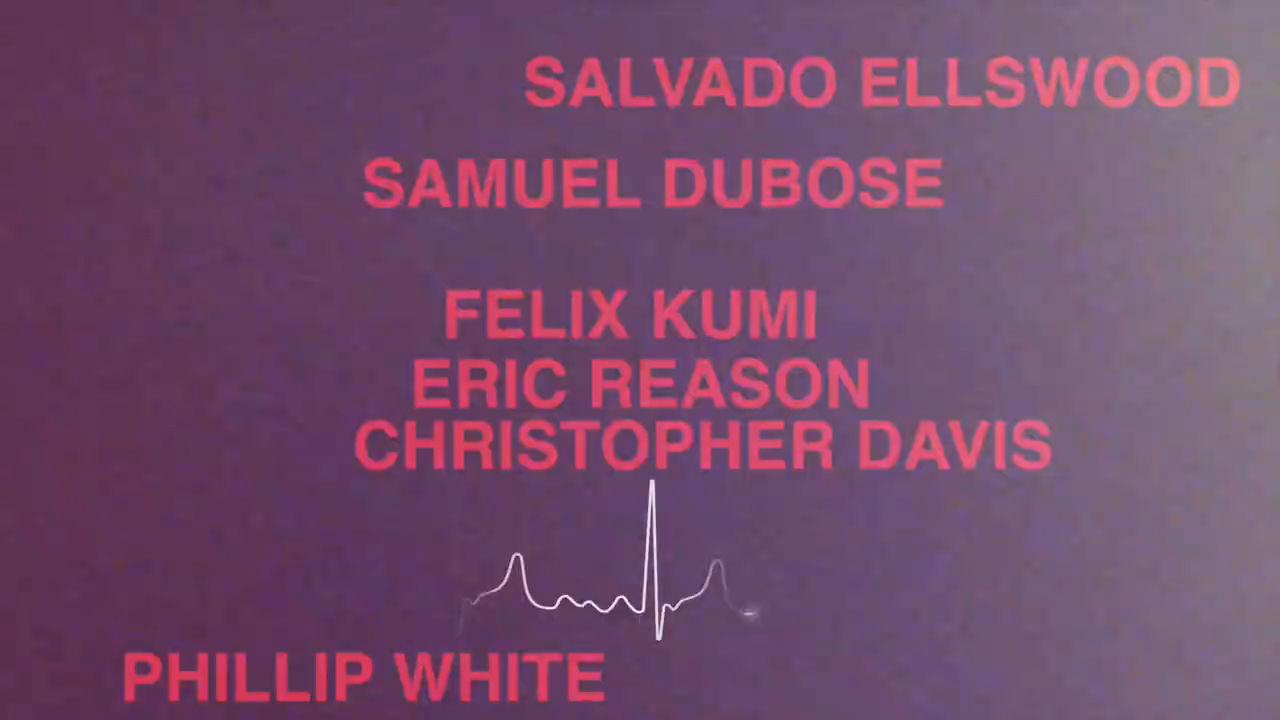 SALVADO ELLSWOOD
SAMUEL DUBOSE
FELIX KUMI
ERIC REASON
CHRISTOPHER DAVIS
PHILLIP WHITE